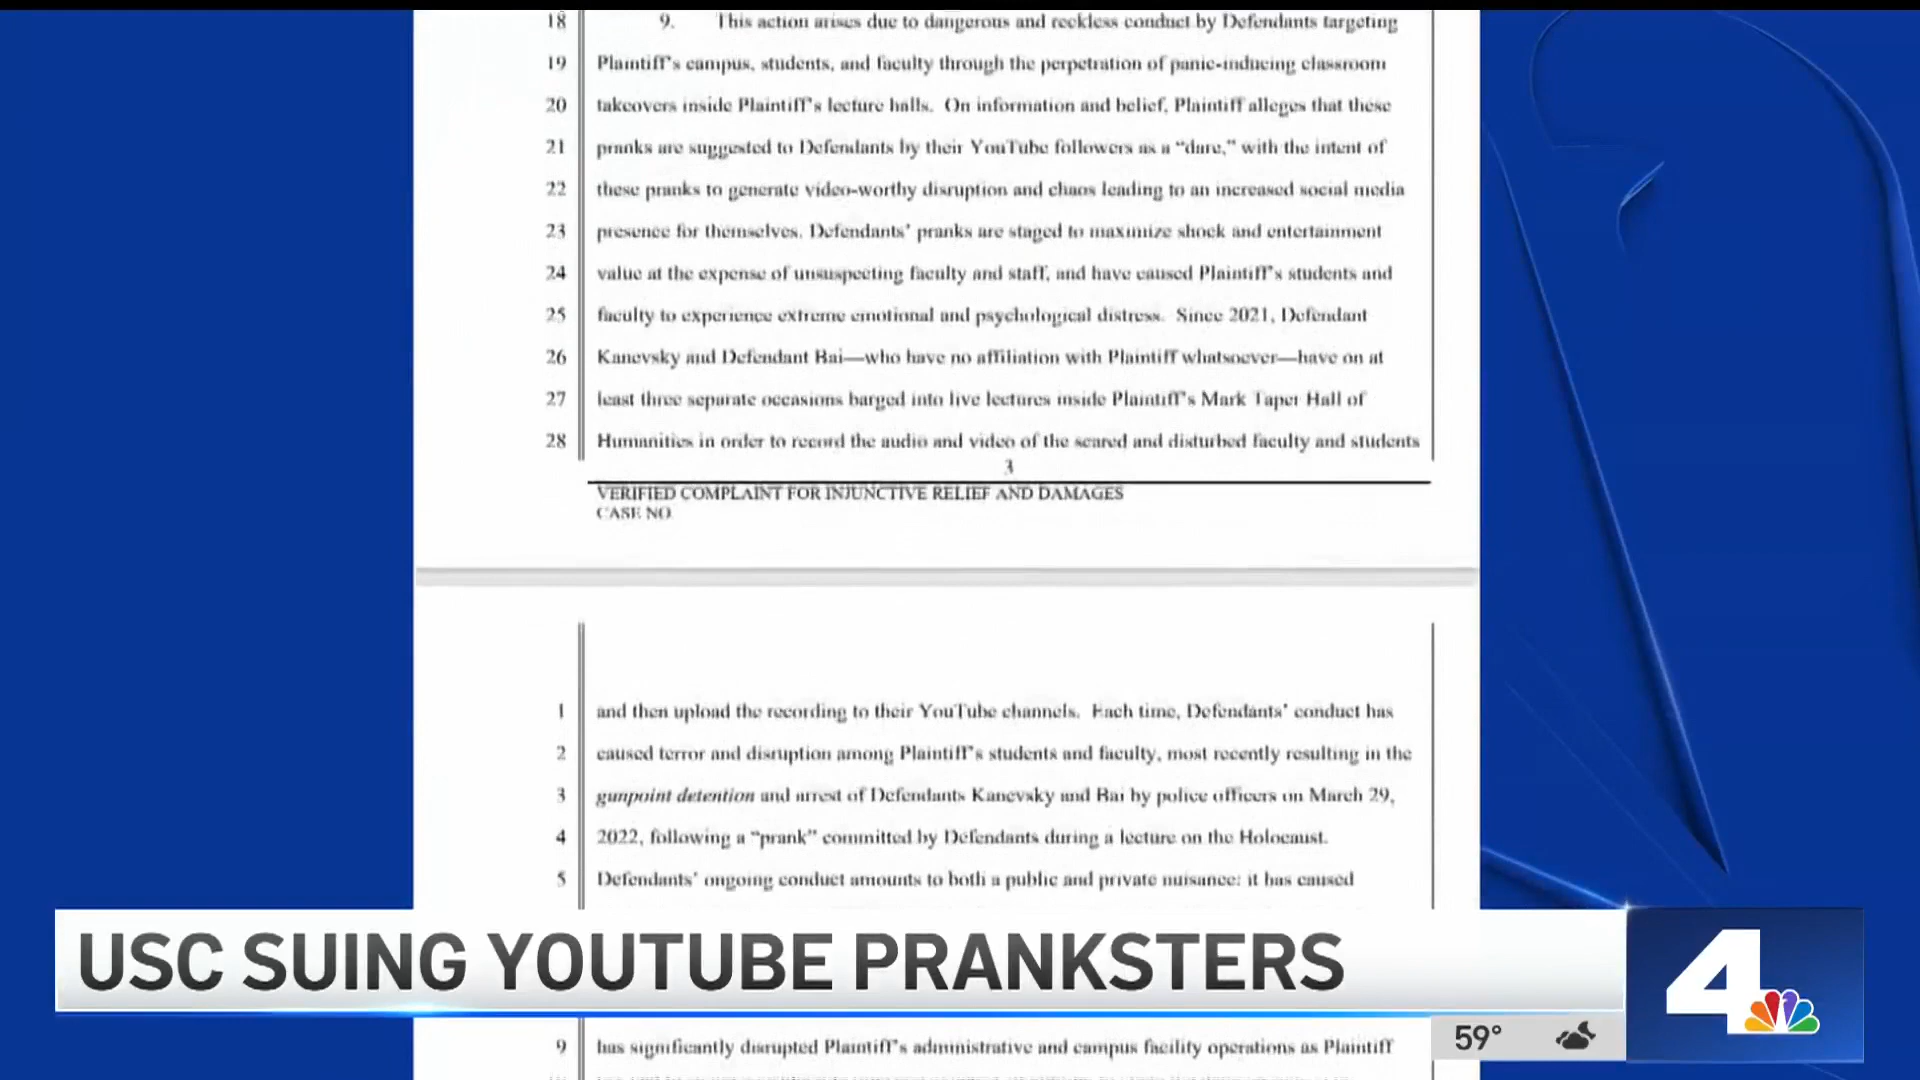 18 9. This action arises due to dangerous and reckless conduct by Defendants targeting
19 Plaintiff's campus, students, and faculty through the perpetration of panic-inducing classroom
20 takeovers inside Plaintiff's lecture halls. On information and belief, Plaintiff alleges that these
21 pranks are suggested to Defendants by their YouTube followers as a “dare,” with the intent of
22 these pranks to generate video-worthy disruption and chaos leading to an increased social media
23 presence for themselves. Defendants' pranks are staged to maximize shock and entertainment
24 value at the expense of unsuspecting faculty and staff, and have caused Plaintiff's students and
25 faculty to experience extreme emotional and psychological distress. Since 2021, Defendant
26 Kanevsky and Defendant Bai—who have no affiliation with Plaintiff whatsoever—have on at
27 least three separate occasions barged into live lectures inside Plaintiff's Mark Taper Hall of
28 Humanities in order to record the audio and video of the scared and disturbed faculty and students
3
VERIFIED COMPLAINT FOR INJUNCTIVE RELIEF AND DAMAGES
CASE NO.
1 and then upload the recording to their YouTube channels. Each time, Defendants' conduct has
2 caused terror and disruption among Plaintiff's students and faculty, most recently resulting in the
3 gunpoint detention and arrest of Defendants Kanevsky and Bai by police officers on March 29,
4 2022, following a “prank” committed by Defendants during a lecture on the Holocaust.
5 Defendants' ongoing conduct amounts to both a public and private nuisance: it has caused
USC SUING YOUTUBE PRANKSTERS
4
59°
9 has significantly disrupted Plaintiff's administrative and campus facility operations as Plaintiff